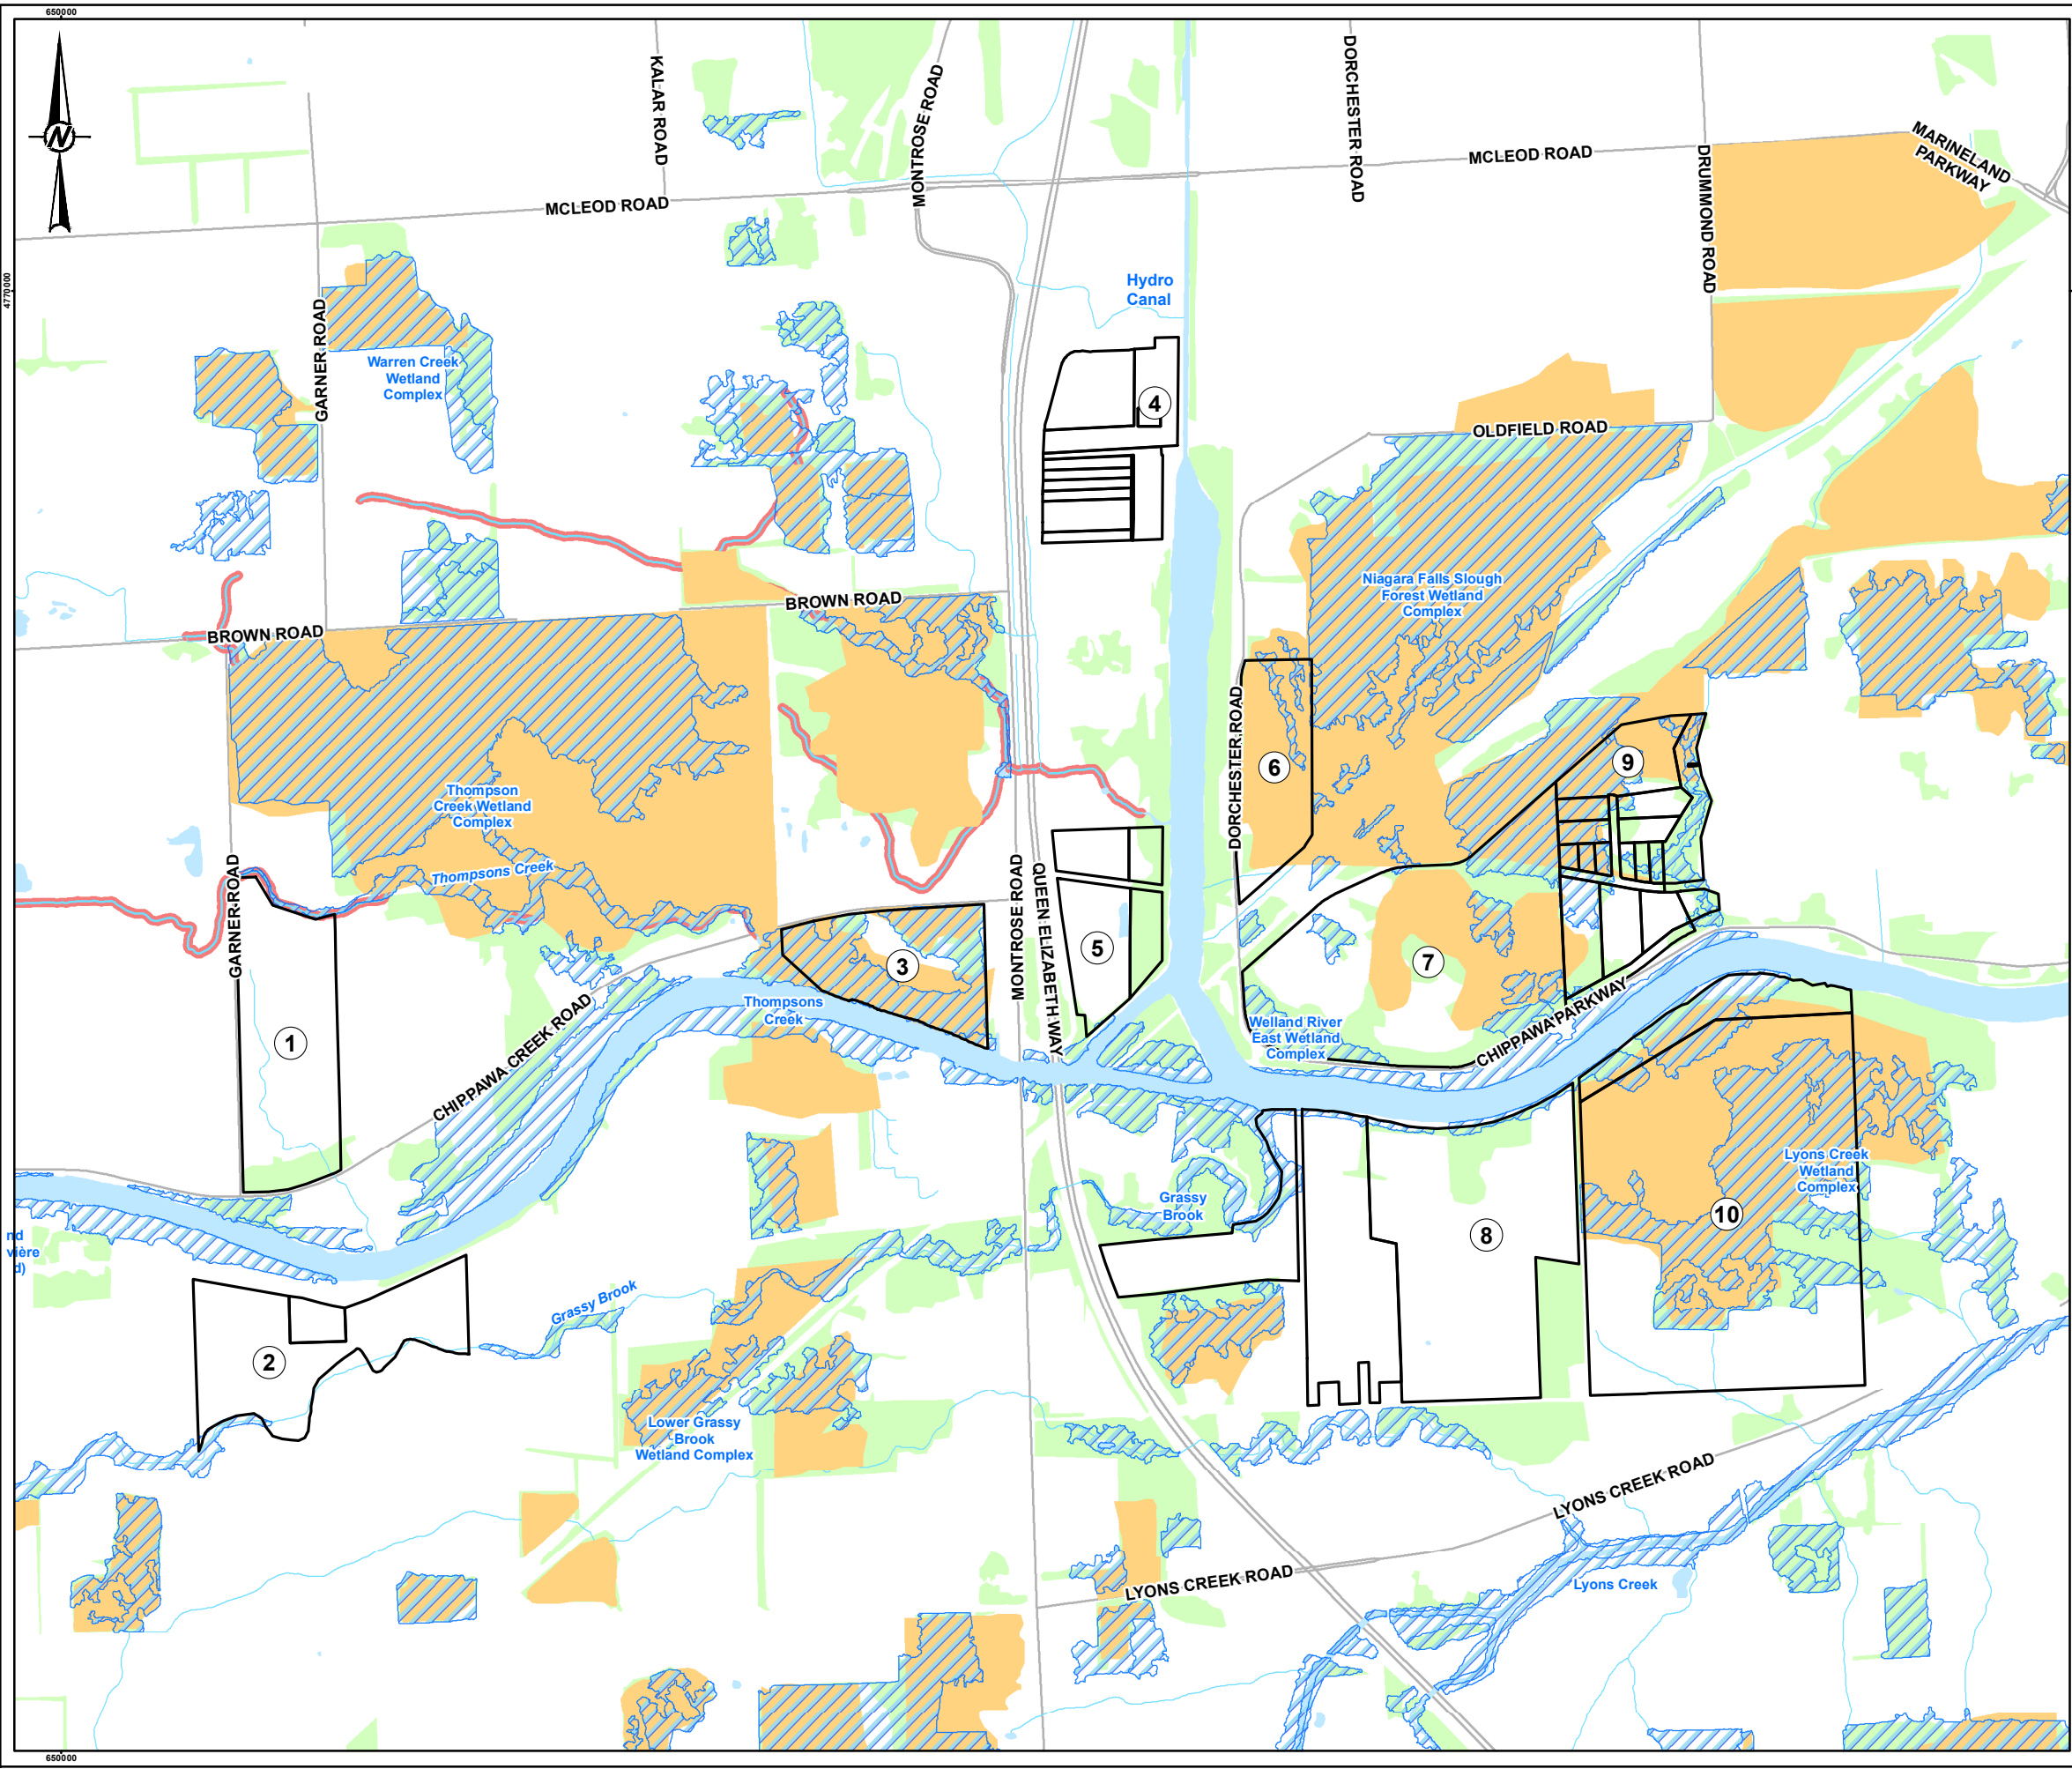 650000
N
4770000
KALAR ROAD
MONTROSE ROAD
DORCHESTER ROAD
MCLEOD ROAD
MCLEOD ROAD
DRUMMOND ROAD
MARINELAND
PARKWAY
Hydro
Canal
GARNER ROAD
Warren Creek
Wetland
Complex
4
OLDFIELD ROAD
Niagara Falls Slough
Forest Wetland
Complex
BROWN ROAD
BROWN ROAD
DORCHESTER ROAD
6
9
Thompson
Creek Wetland
Complex
Thompsons Creek
GARNER ROAD
MONTROSE ROAD
QUEEN ELIZABETH WAY
5
3
7
Thompsons
Creek
1
CHIPPAWA CREEK ROAD
Welland River
East Wetland
Complex
CHIPPAWA PARKWAY
Lyons Creek
Wetland
Complex
Grassy
Brook
8
10
nd
vière
d)
Grassy Brook
2
Lower Grassy
Brook
Wetland Complex
LYONS CREEK ROAD
LYONS CREEK ROAD
Lyons Creek
650000